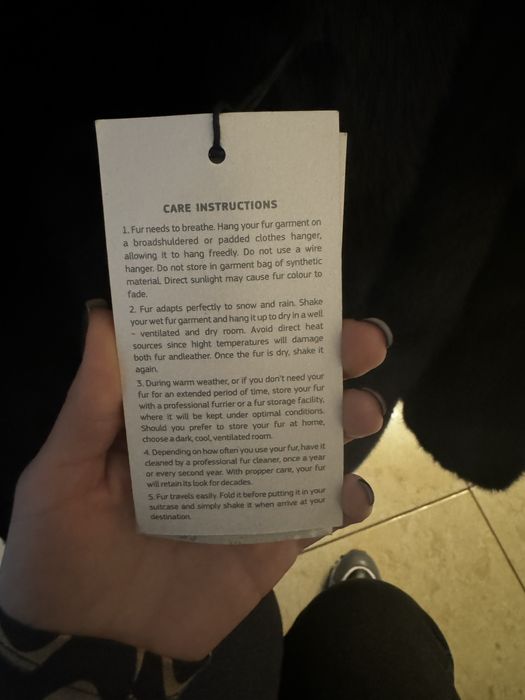 CARE INSTRUCTIONS
1. Fur needs to breathe. Hang your fur garment on
a broadshuldered or padded clothes hanger,
allowing it to hang freedly. Do not use a wire
hanger. Do not store in garment bag of synthetic
material. Direct sunlight may cause fur colour to
fade.
2. Fur adapts perfectly to snow and rain. Shake
your wet fur garment and hang it up to dry in a well
- ventilated and dry room. Avoid direct heat
sources since hight temperatures will damage
both fur andleather. Once the fur is dry, shake it
again.
3. During warm weather, or if you don't need your
fur for an extended period of time, store your fur
with a professional furrier or a fur storage facility,
where it will be kept under optimal conditions.
Should you prefer to store your fur at home,
choose a dark, cool, ventilated room.
4. Depending on how often you use your fur, have it
cleaned by a professional fur cleaner, once a year
or every second year. With propper care, your fur
will retain its look for decades.
5. Fur travels easily. Fold it before putting it in your
suitcase and simply shake it when arrive at your
destination.